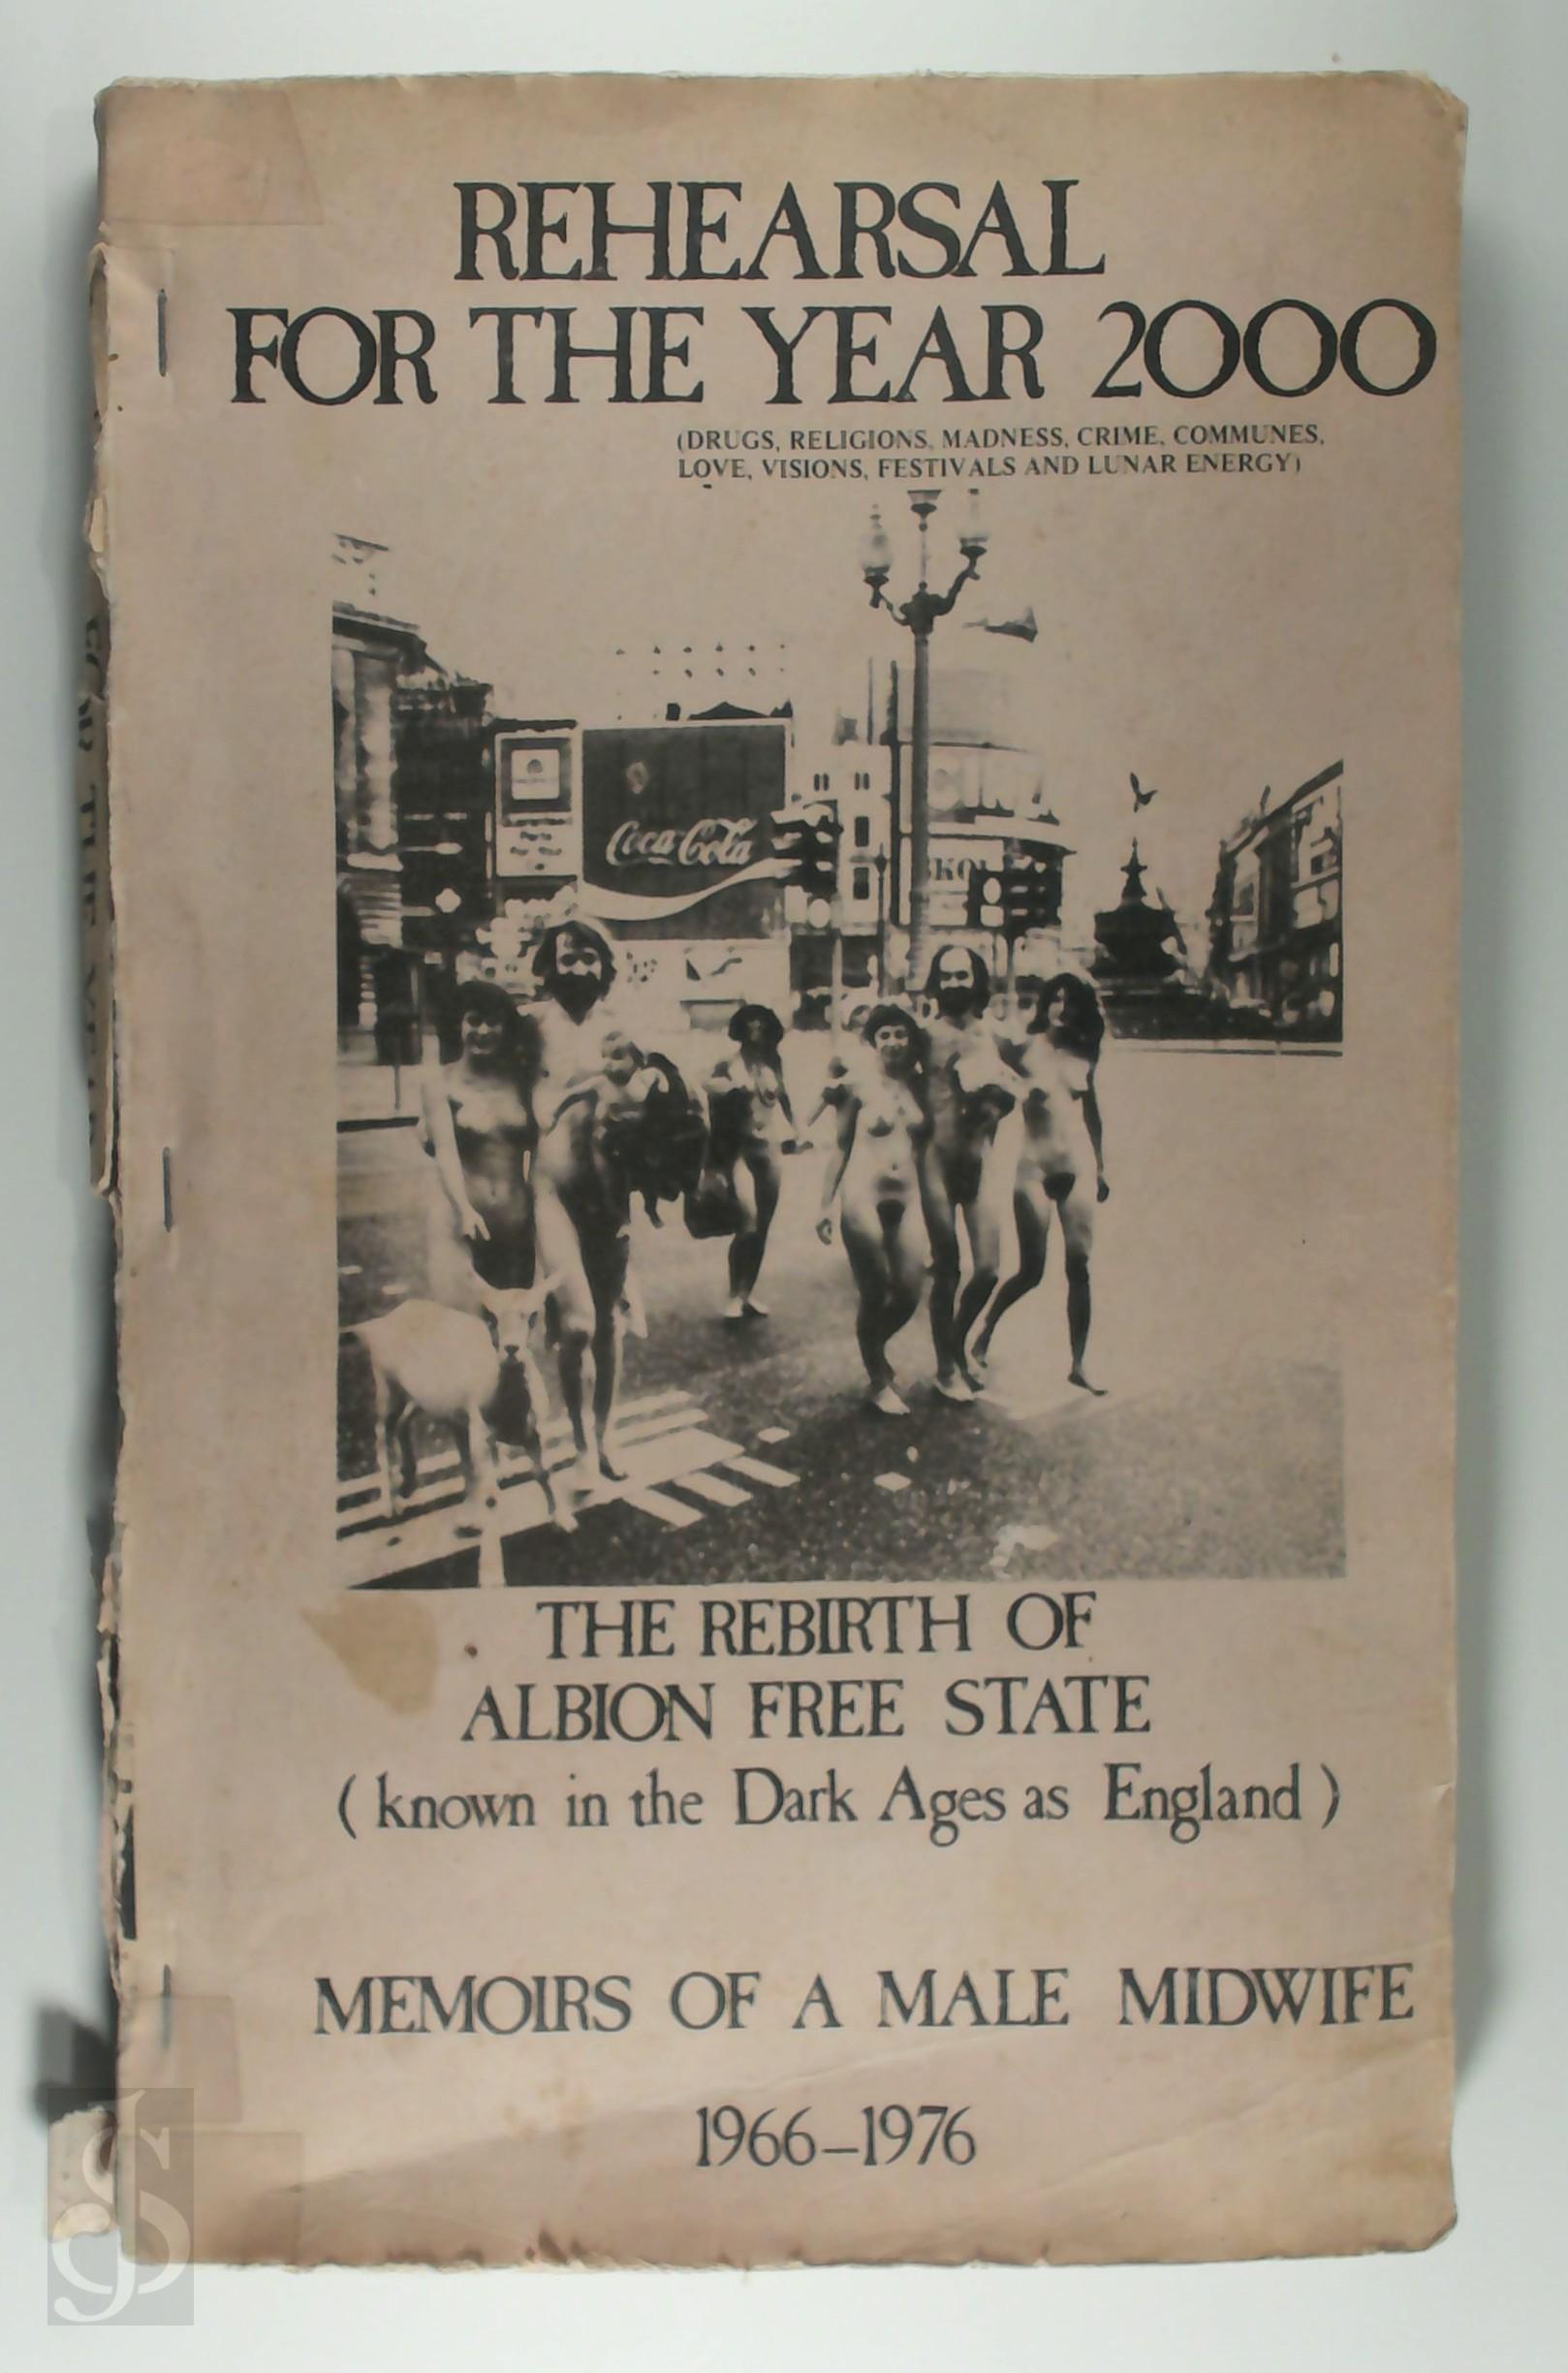 REHEARSAL
FOR THE YEAR 2000
(DRUGS, RELIGIONS, MADNESS, CRIME, COMMUNES,
LOVE, VISIONS, FESTIVALS AND LUNAR ENERGY)
Coca-Cola
SKOL
THE REBIRTH OF
ALBION FREE STATE
(known in the Dark Ages as England)
MEMOIRS OF A MALE MIDWIFE
1966–1976